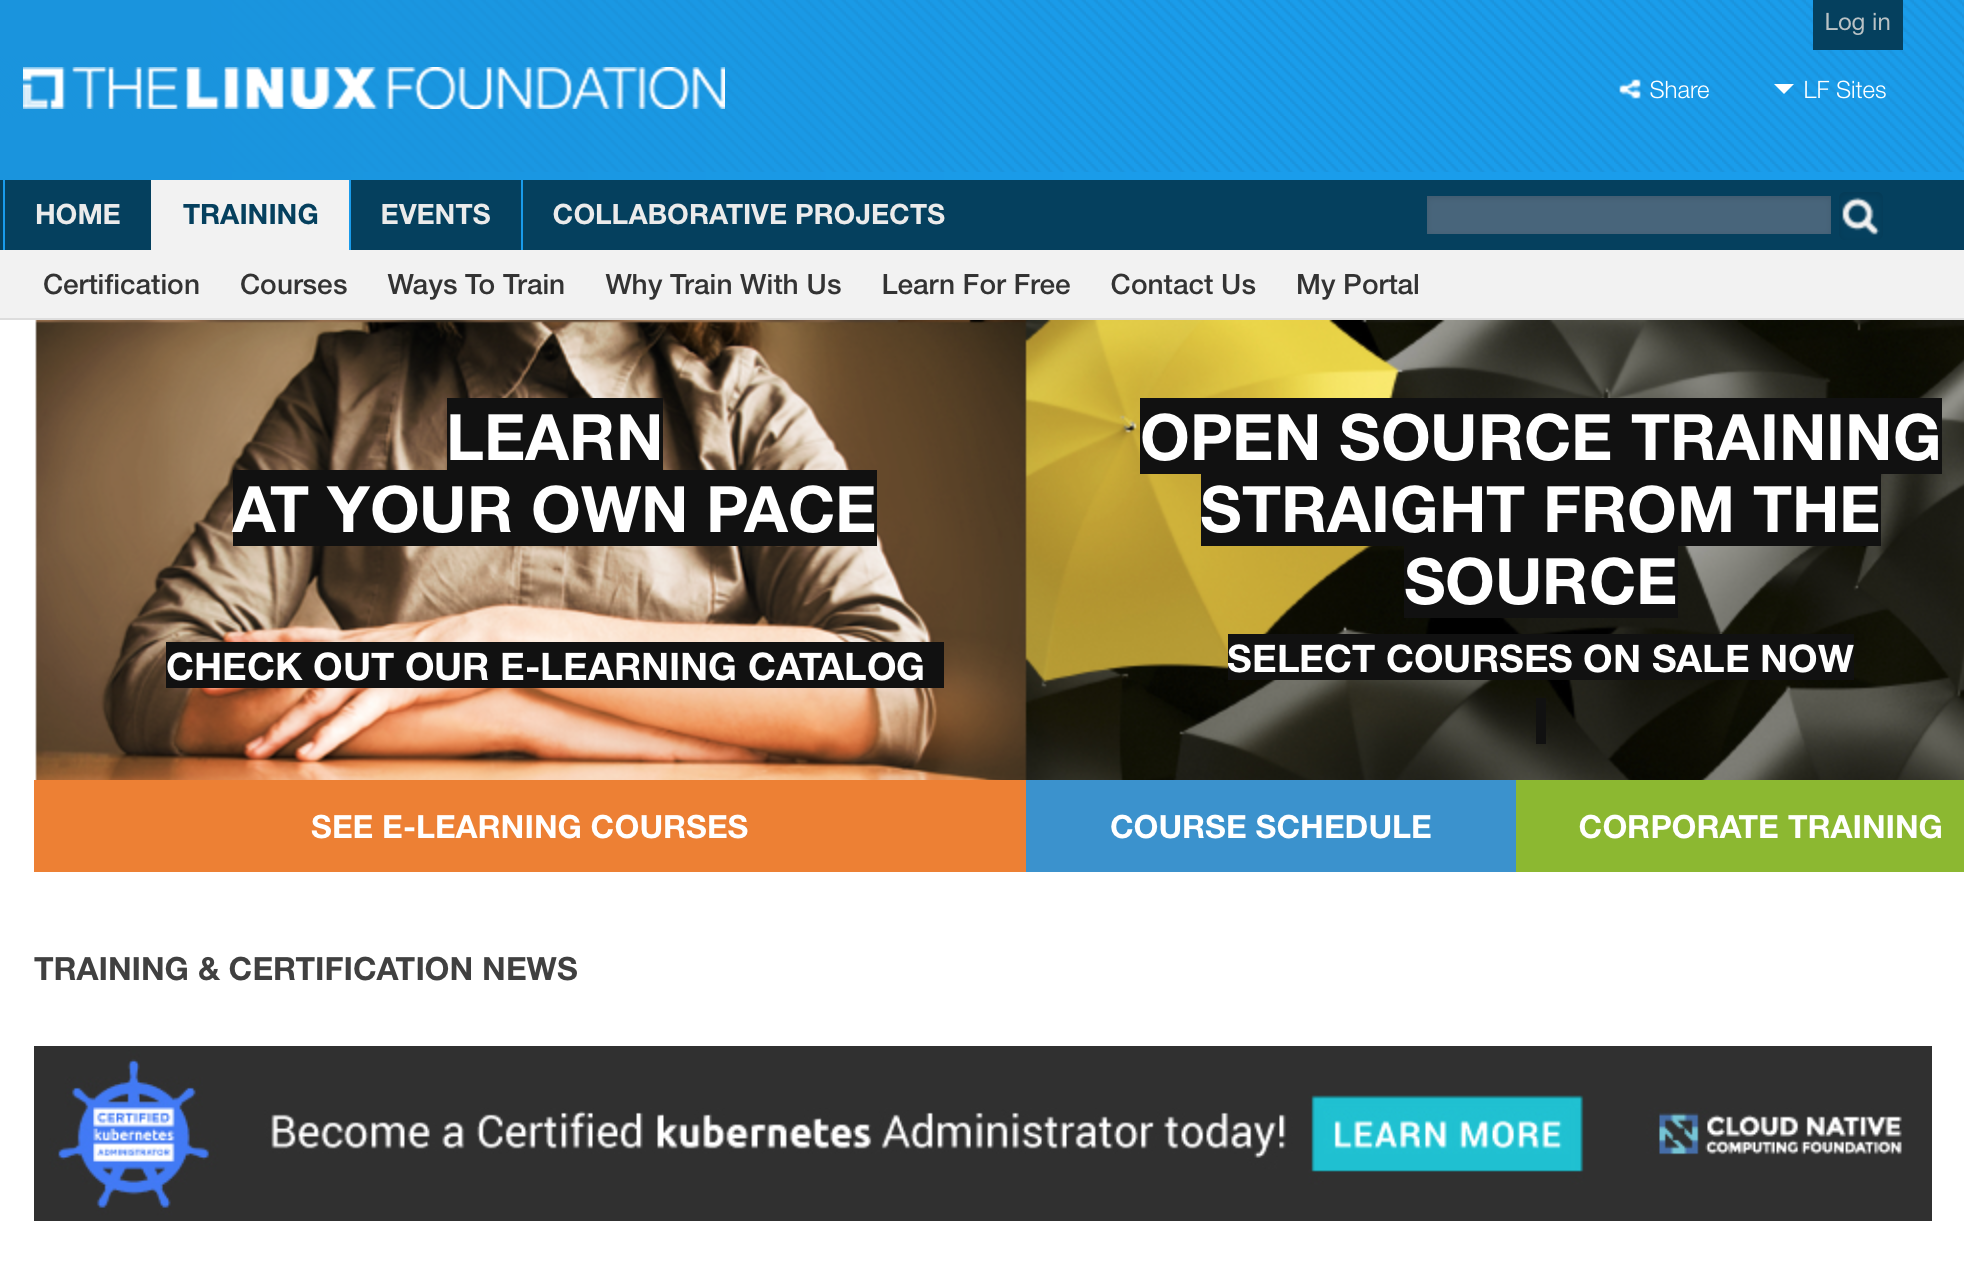 Log in
THE LINUX FOUNDATION
Share
LF Sites
HOME
TRAINING
EVENTS
COLLABORATIVE PROJECTS
Certification
Courses
Ways To Train
Why Train With Us
Learn For Free
Contact Us
My Portal
LEARN
AT YOUR OWN PACE
CHECK OUT OUR E-LEARNING CATALOG
OPEN SOURCE TRAINING
STRAIGHT FROM THE
SOURCE
SELECT COURSES ON SALE NOW
SEE E-LEARNING COURSES
COURSE SCHEDULE
CORPORATE TRAINING
TRAINING & CERTIFICATION NEWS
CERTIFIED
kubernetes
ADMINISTRATOR
Become a Certified kubernetes Administrator today!
LEARN MORE
CLOUD NATIVE
COMPUTING FOUNDATION